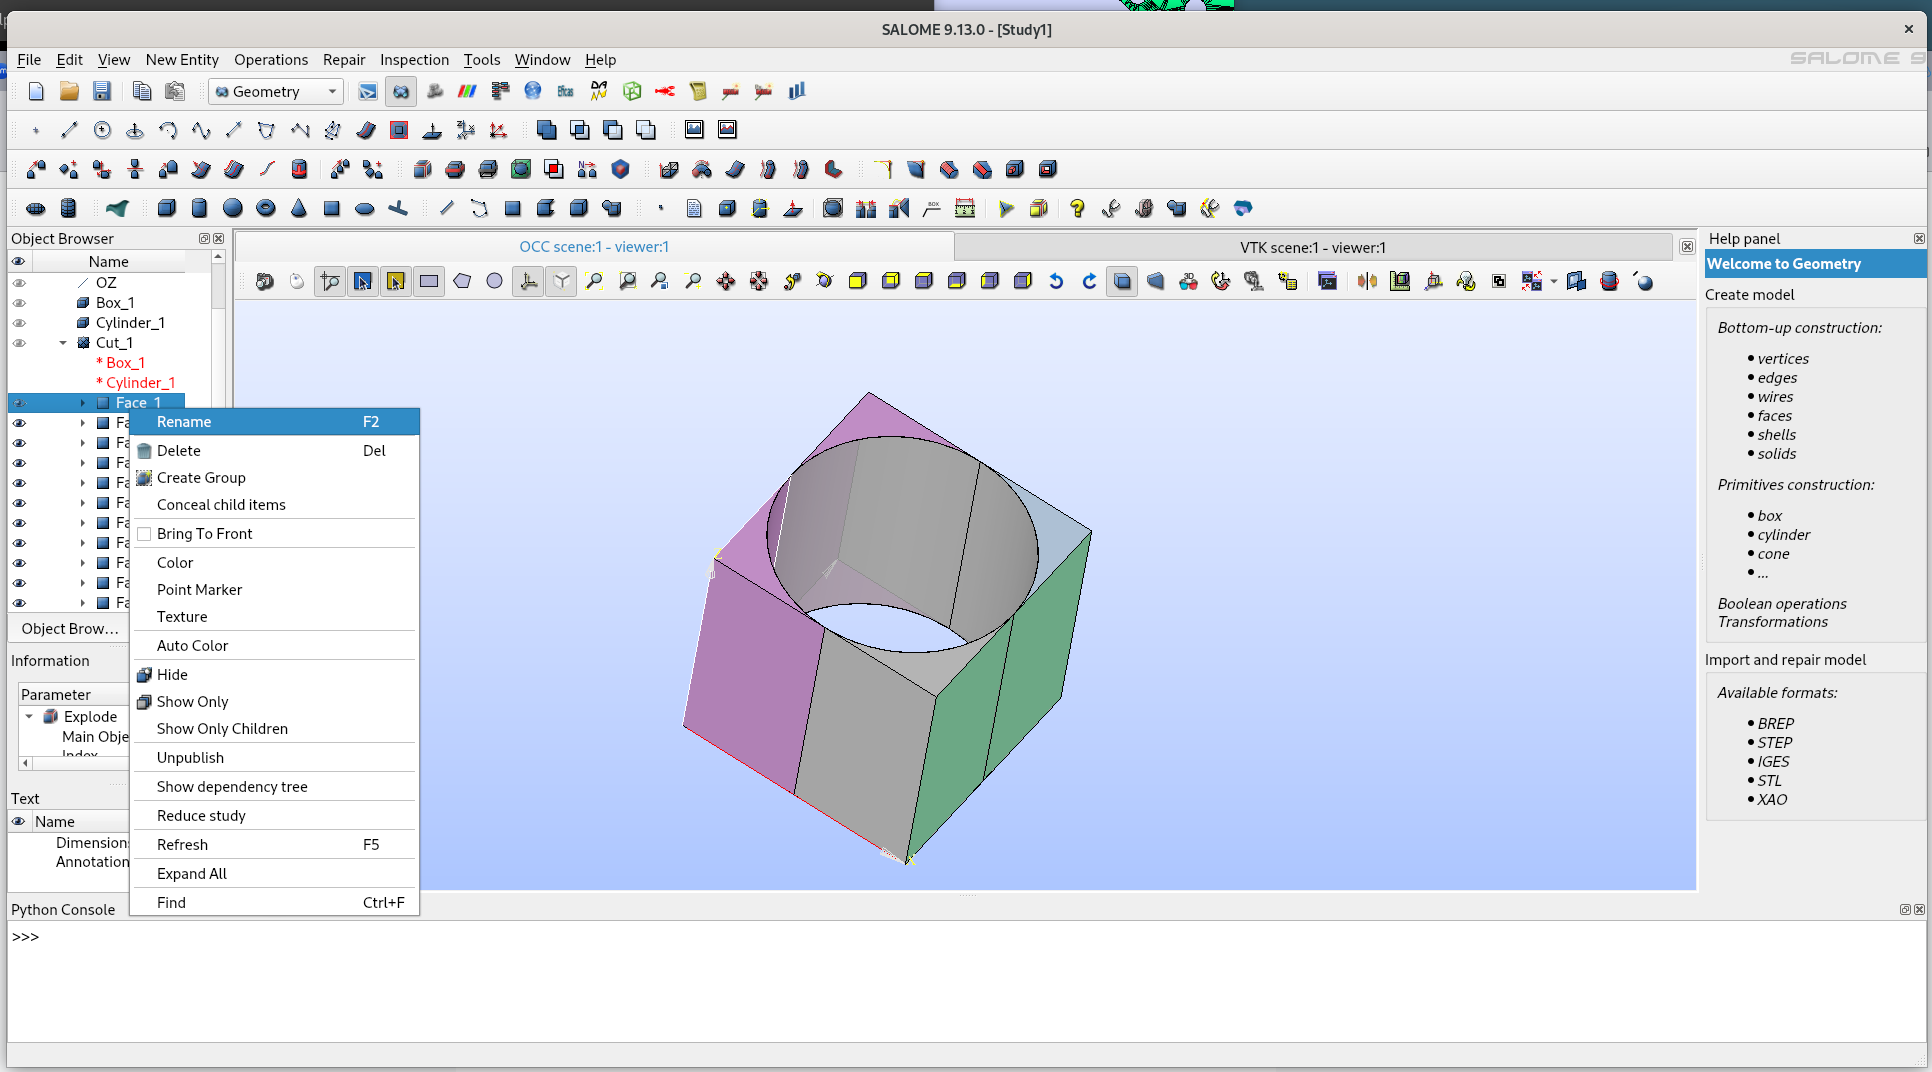 SALOME 9.13.0 - [Study1]
File Edit View New Entity Operations Repair Inspection Tools Window Help
SALOME 9
Geometry
Object Browser
Name
OZ
Box_1
Cylinder_1
Cut_1
* Box_1
* Cylinder_1
Face_1
Fa
Fa
Fa
Fa
Fa
Fa
Fa
Fa
Fa
Fa
Rename F2
Delete Del
Create Group
Conceal child items
Bring To Front
Color
Point Marker
Texture
Auto Color
Hide
Show Only
Show Only Children
Unpublish
Show dependency tree
Reduce study
Refresh F5
Expand All
Find Ctrl+F
Object Brow...
Information
Parameter
Explode
Main Obje
Index
Text
Name
Dimension
Annotation
OCC scene:1 - viewer:1
VTK scene:1 - viewer:1
Z
X
Help panel
Welcome to Geometry
Create model
Bottom-up construction:
vertices
edges
wires
faces
shells
solids
Primitives construction:
box
cylinder
cone
...
Boolean operations
Transformations
Import and repair model
Available formats:
BREP
STEP
IGES
STL
XAO
Python Console
>>>